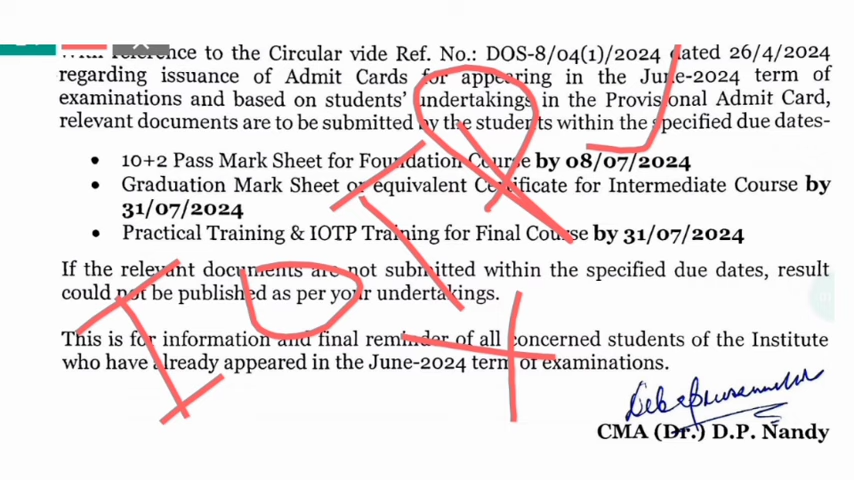 With reference to the Circular vide Ref. No.: DOS-8/04(1)/2024 dated 26/4/2024
regarding issuance of Admit Cards for appearing in the June-2024 term of
examinations and based on students' undertakings in the Provisional Admit Card,
relevant documents are to be submitted by the students within the specified due dates-
• 10+2 Pass Mark Sheet for Foundation Course by 08/07/2024
• Graduation Mark Sheet or equivalent Certificate for Intermediate Course by
31/07/2024
• Practical Training & IOTP Training for Final Course by 31/07/2024
If the relevant documents are not submitted within the specified due dates, result
could not be published as per your undertakings.
This is for information and final reminder of all concerned students of the Institute
who have already appeared in the June-2024 term of examinations.
CMA (Dr.) D.P. Nandy
IOTP